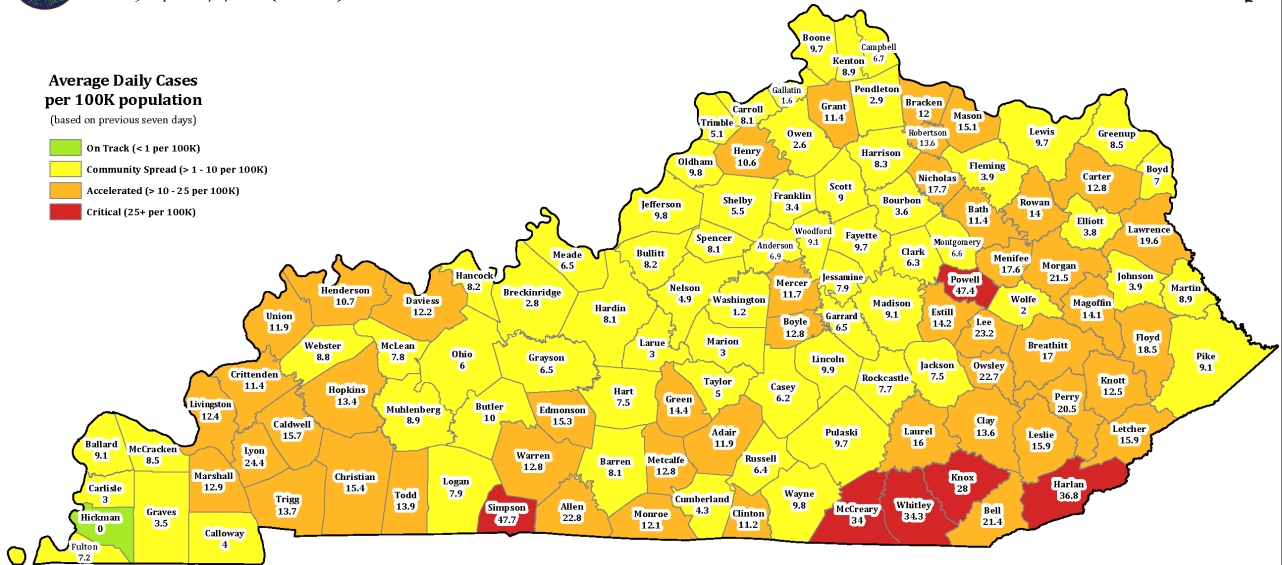 Average Daily Cases
per 100K population
(based on previous seven days)
On Track (< 1 per 100K)
Community Spread (> 1 - 10 per 100K)
Accelerated (> 10 - 25 per 100K)
Critical (25+ per 100K)
Boone
9.7
Kenton
8.9
Campbell
6.7
Gallatin
1.6
Grant
11.4
Pendleton
2.9
Bracken
12
Mason
15.1
Robertson
13.6
Lewis
9.7
Greenup
8.5
Boyd
7
Carroll
8.1
Trimble
5.1
Owen
2.6
Henry
10.6
Oldham
9.8
Harrison
8.3
Nicholas
17.7
Fleming
3.9
Carter
12.8
Rowan
14
Elliott
3.8
Lawrence
19.6
Jefferson
9.8
Shelby
5.5
Franklin
3.4
Scott
9
Bourbon
3.6
Bath
11.4
Spencer
8.1
Anderson
6.9
Woodford
9.1
Fayette
9.7
Clark
6.3
Montgomery
6.6
Menifee
17.6
Morgan
21.5
Johnson
3.9
Martin
8.9
Meade
6.5
Bullitt
8.2
Hancock
8.2
Breckinridge
2.8
Hardin
8.1
Nelson
4.9
Washington
1.2
Mercer
11.7
Jessamine
7.9
Madison
9.1
Powell
47.4
Estill
14.2
Wolfe
2
Magoffin
14.1
Lee
23.2
Henderson
10.7
Daviess
12.2
Union
11.9
Webster
8.8
McLean
7.8
Ohio
6
Grayson
6.5
Larue
3
Marion
3
Boyle
12.8
Garrard
6.5
Lincoln
9.9
Rockcastle
7.7
Jackson
7.5
Owsley
22.7
Breathitt
17
Floyd
18.5
Pike
9.1
Knott
12.5
Perry
20.5
Crittenden
11.4
Livingston
12.4
Hopkins
13.4
Caldwell
15.7
Muhlenberg
8.9
Butler
10
Edmonson
15.3
Hart
7.5
Green
14.4
Taylor
5
Casey
6.2
Adair
11.9
Pulaski
9.7
Laurel
16
Clay
13.6
Leslie
15.9
Letcher
15.9
Ballard
9.1
McCracken
8.5
Lyon
24.4
Marshall
12.9
Trigg
13.7
Christian
15.4
Todd
13.9
Logan
7.9
Warren
12.8
Simpson
47.7
Allen
22.8
Barren
8.1
Metcalfe
12.8
Monroe
12.1
Cumberland
4.3
Clinton
11.2
Russell
6.4
Wayne
9.8
McCreary
34
Whitley
34.3
Knox
28
Bell
21.4
Harlan
36.8
Carlisle
3
Hickman
0
Fulton
7.2
Graves
3.5
Calloway
4